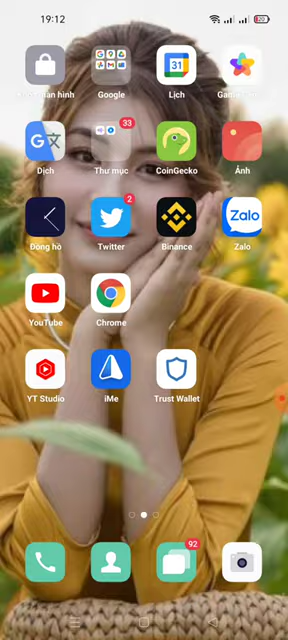 19:12
Google
Lịch
31
G
33
Dịch
Thư mục
CoinGecko
Ảnh
2
Zalo
Đồng hồ
Twitter
Binance
Zalo
YouTube
Chrome
YT Studio
iMe
Trust Wallet
92